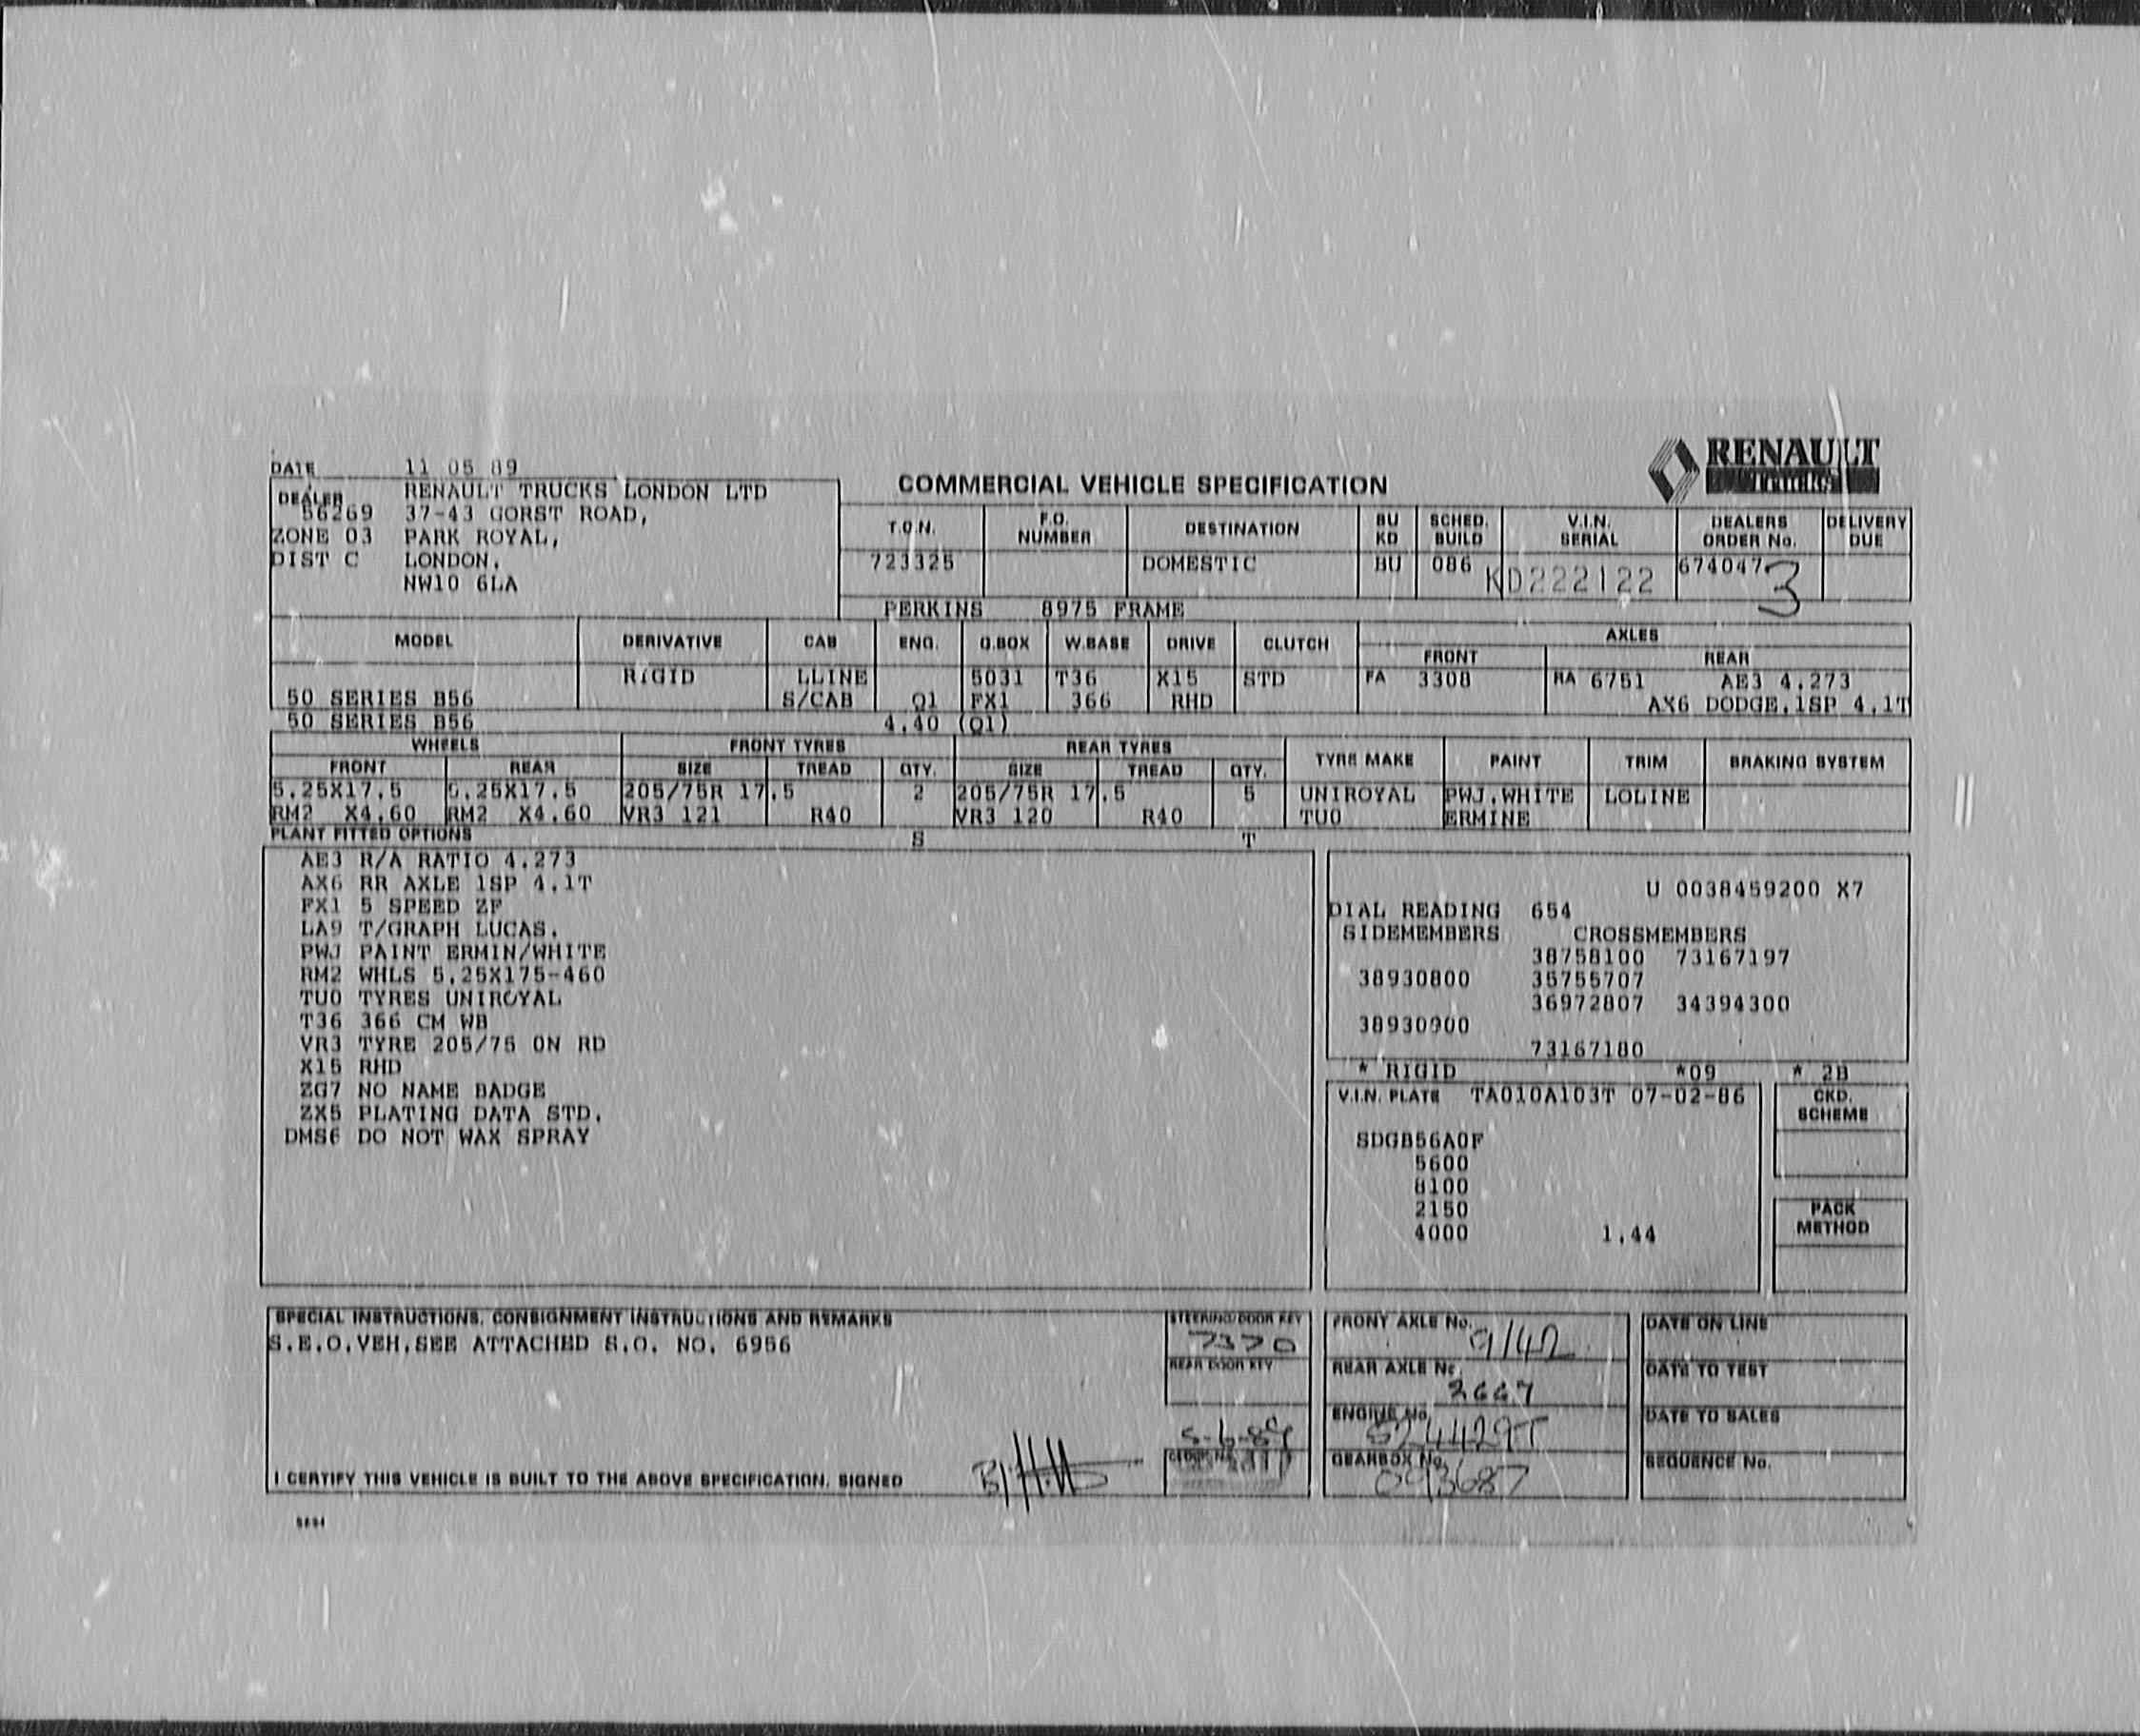 DATE 11 05 89
RENAULT
TRUCKS
COMMERCIAL VEHICLE SPECIFICATION
DEALER RENAULT TRUCKS LONDON LTD
56269 37-43 GORST ROAD,
ZONE 03 PARK ROYAL,
DIST C LONDON,
NW10 6LA
T.O.N. F.O. NUMBER DESTINATION BU KD SCHED. BUILD V.I.N. SERIAL DEALERS ORDER No. DELIVERY DUE
723325 DOMESTIC BU 086 KD222122 674047 3
PERKINS 8975 FRAME
MODEL DERIVATIVE CAB ENG. G.BOX W.BASE DRIVE CLUTCH AXLES
FRONT REAR
RIGID LLINE 5031 T36 X15 STD FA 3308 RA 6751 AE3 4.273
50 SERIES B56 S/CAB Q1 FX1 366 RHD AX6 DODGE.1SP 4.1T
50 SERIES B56 4.40 (Q1)
WHEELS FRONT TYRES REAR TYRES TYRE MAKE PAINT TRIM BRAKING SYSTEM
FRONT REAR SIZE TREAD QTY. SIZE TREAD QTY.
5.25X17.5 5.25X17.5 205/75R 17.5 2 205/75R 17.5 5 UNIROYAL PWJ.WHITE LOLINE
RM2 X4.60 RM2 X4.60 VR3 121 R40 VR3 120 R40 TU0 ERMINE
PLANT FITTED OPTIONS S T
AE3 R/A RATIO 4.273
AX6 RR AXLE 1SP 4.1T
FX1 5 SPEED ZF
LA9 T/GRAPH LUCAS.
PWJ PAINT ERMIN/WHITE
RM2 WHLS 5.25X175-460
TU0 TYRES UNIROYAL
T36 366 CM WB
VR3 TYRE 205/75 ON RD
X15 RHD
ZG7 NO NAME BADGE
ZX5 PLATING DATA STD.
DMS6 DO NOT WAX SPRAY
U 0038459200 X7
DIAL READING 654
SIDEMEMBERS CROSSMEMBERS
38758100 73167197
38930800 35755707
36972807 34394300
38930900
73167180
* RIGID *09 * 2B
V.I.N. PLATE TA010A103T 07-02-86
CKD. SCHEME
SDGB56A0F
5600
8100
2150
4000 1.44
PACK METHOD
SPECIAL INSTRUCTIONS. CONSIGNMENT INSTRUCTIONS AND REMARKS
S.E.O.VEH.SEE ATTACHED S.O. NO. 6956
STEERING/DOOR KEY
7370
REAR DOOR KEY
5-6-89
I CERTIFY THIS VEHICLE IS BUILT TO THE ABOVE SPECIFICATION. SIGNED
FRONT AXLE No. 9142
REAR AXLE No. 2667
ENGINE No. 524429T
GEARBOX No. 093687
DATE ON LINE
DATE TO TEST
DATE TO SALES
SEQUENCE No.